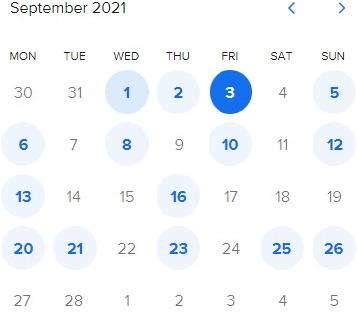 September 2021
MON TUE WED THU FRI SAT SUN
30 31 1 2 3 4 5
6 7 8 9 10 11 12
13 14 15 16 17 18 19
20 21 22 23 24 25 26
27 28 1 2 3 4 5